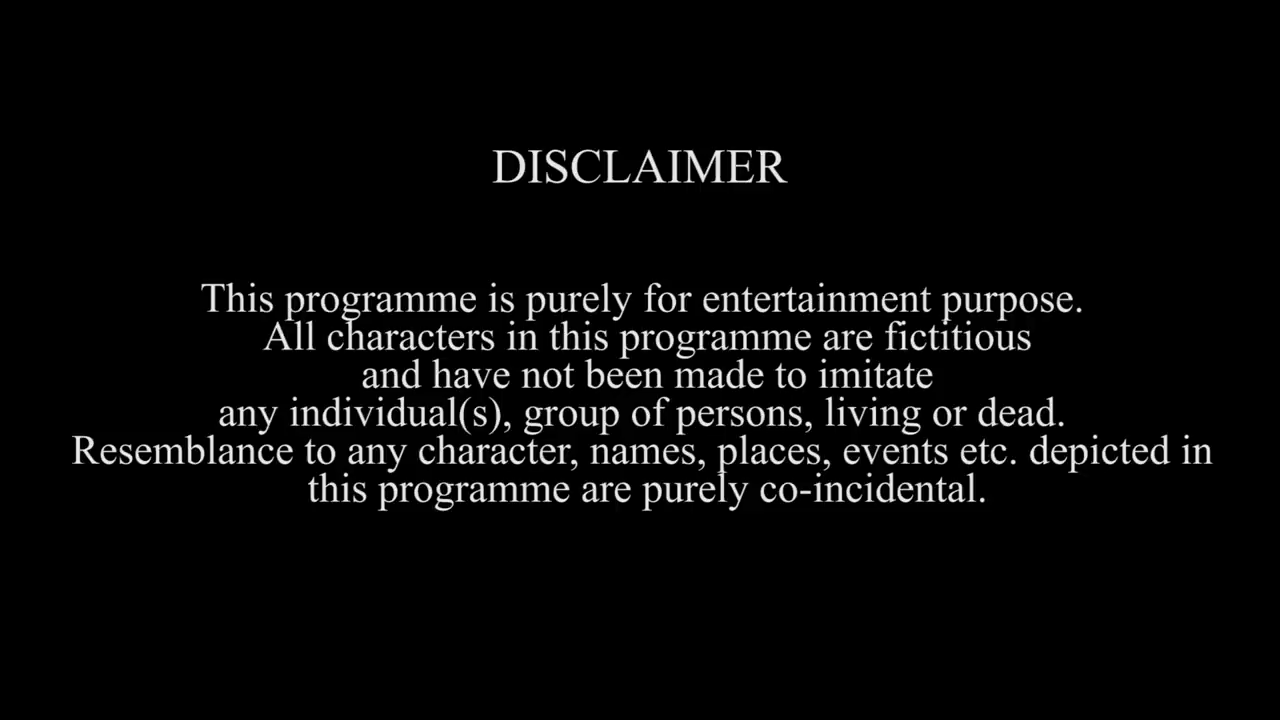 DISCLAIMER
This programme is purely for entertainment purpose.
All characters in this programme are fictitious
and have not been made to imitate
any individual(s), group of persons, living or dead.
Resemblance to any character, names, places, events etc. depicted in
this programme are purely co-incidental.